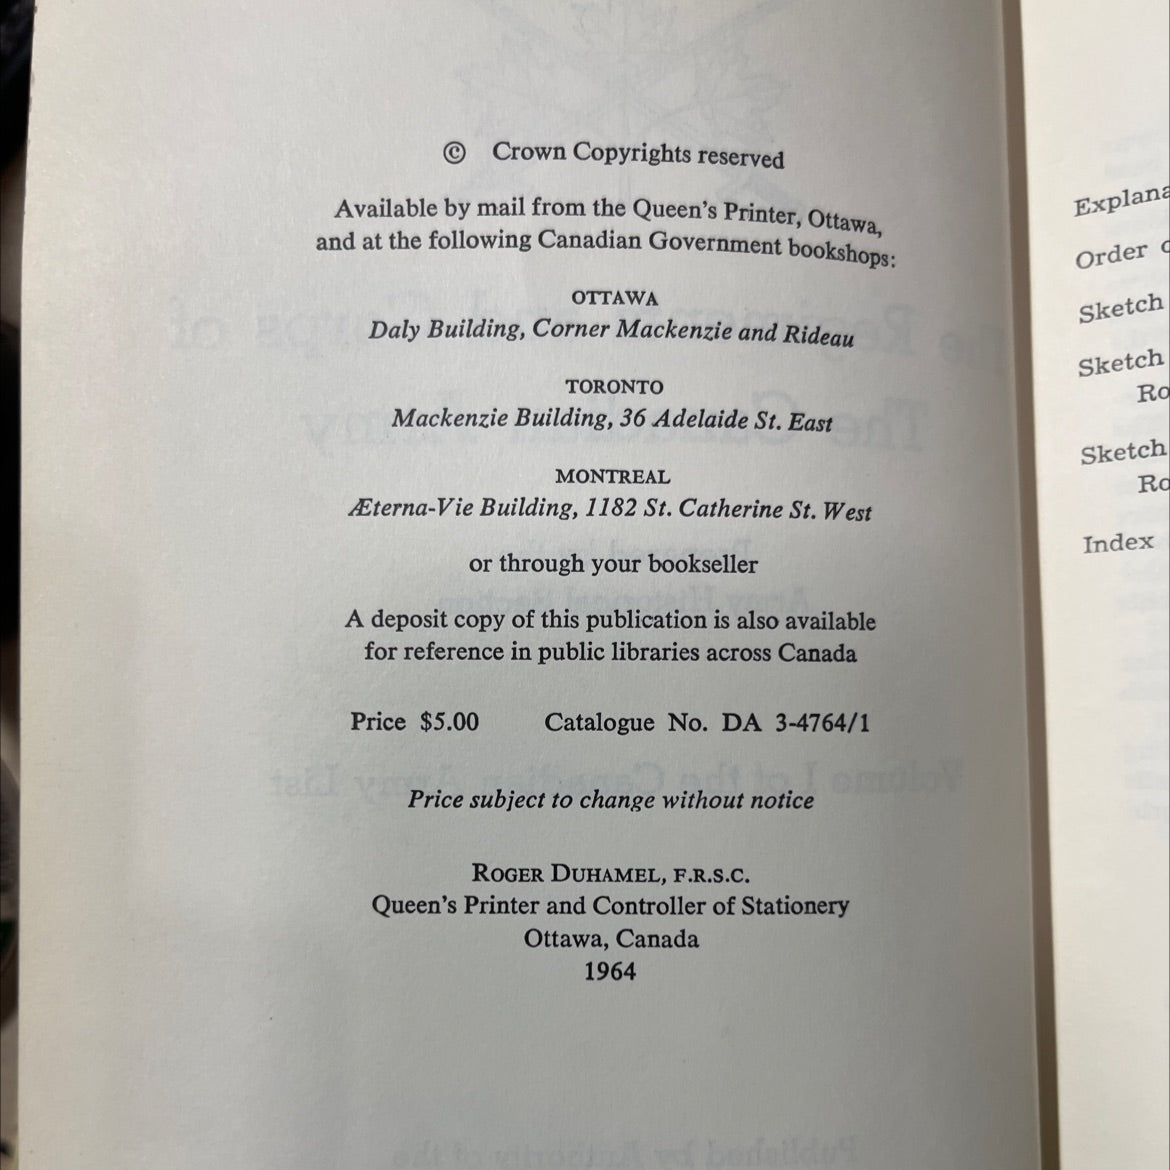 © Crown Copyrights reserved
Available by mail from the Queen's Printer, Ottawa,
and at the following Canadian Government bookshops:
OTTAWA
Daly Building, Corner Mackenzie and Rideau
TORONTO
Mackenzie Building, 36 Adelaide St. East
MONTREAL
Æterna-Vie Building, 1182 St. Catherine St. West
or through your bookseller
A deposit copy of this publication is also available
for reference in public libraries across Canada
Price $5.00 Catalogue No. DA 3-4764/1
Price subject to change without notice
ROGER DUHAMEL, F.R.S.C.
Queen's Printer and Controller of Stationery
Ottawa, Canada
1964
Explana
Order
Sketch
Sketch
Ro
Sketch
Ro
Index